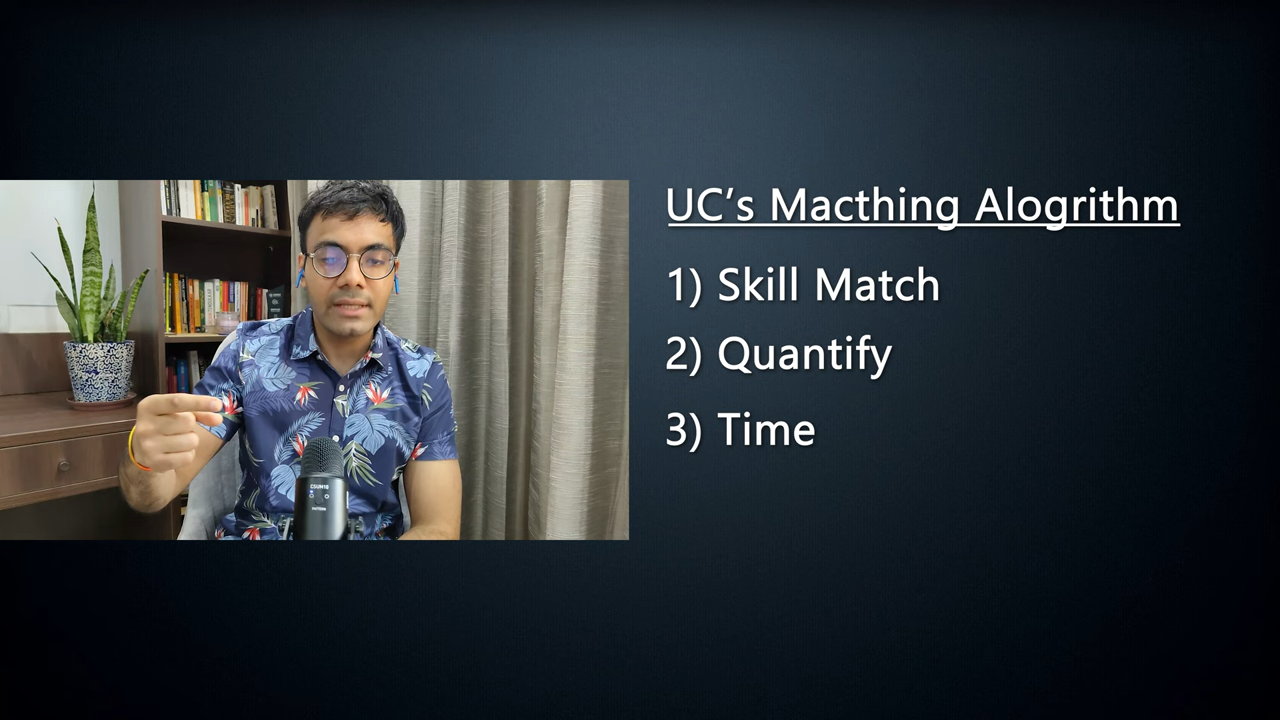 UC’s Macthing Alogrithm
1) Skill Match
2) Quantify
3) Time